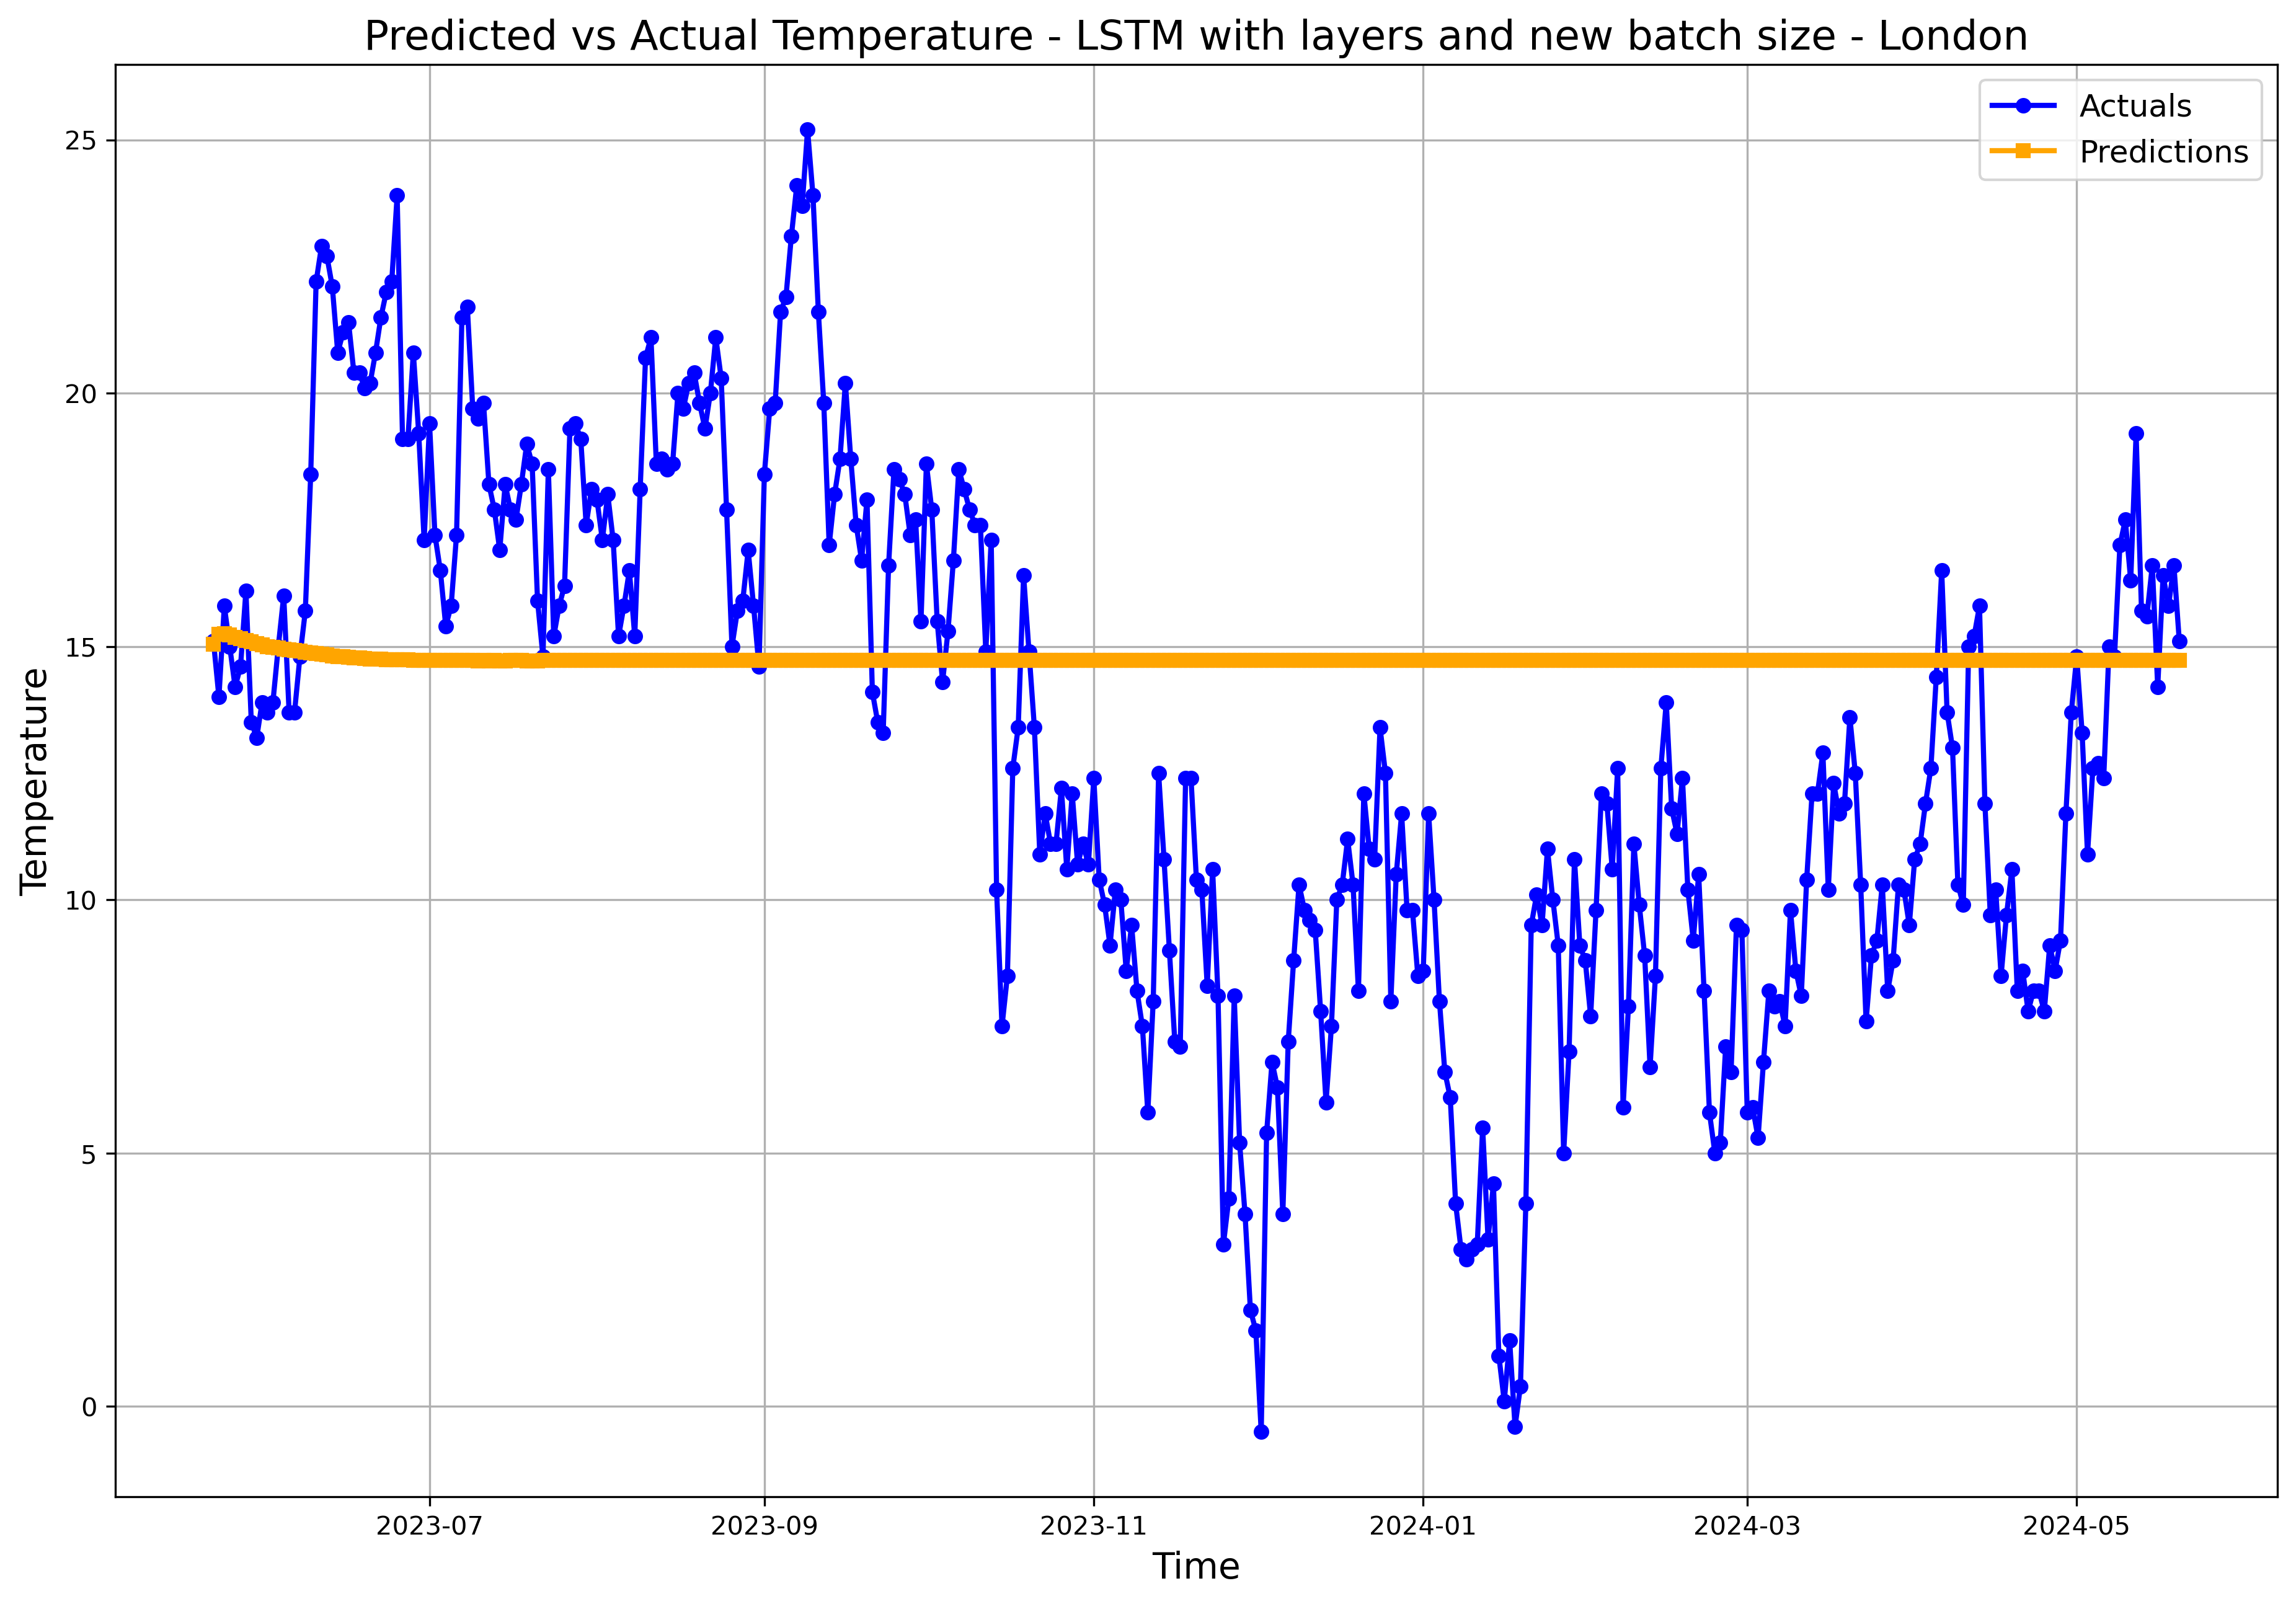 Predicted vs Actual Temperature - LSTM with layers and new batch size - London
Actuals
Predictions
25
20
15
10
5
0
Temperature
2023-07
2023-09
2023-11
2024-01
2024-03
2024-05
Time